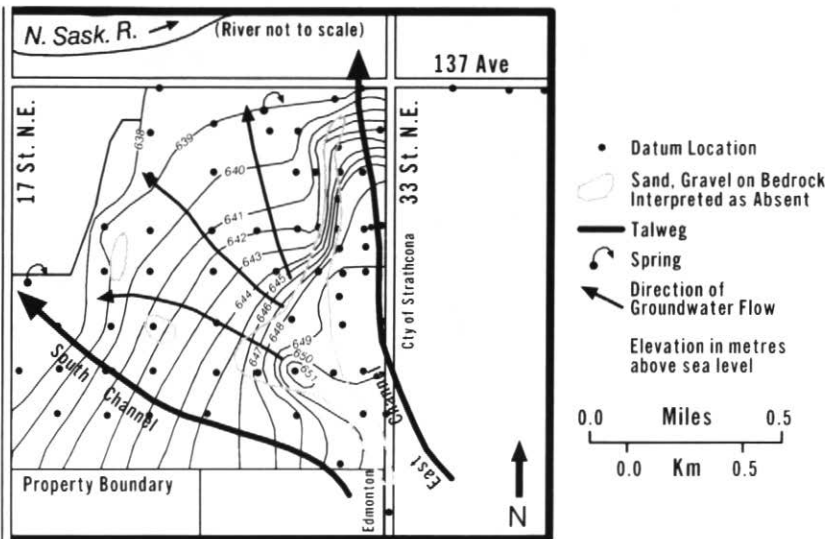 N. Sask. R.
(River not to scale)
137 Ave
17 St. N.E.
33 St. N.E.
638
639
640
641
642
643
644
645
646
647
648
649
650
651
Cty of Strathcona
South Channel
East Channel
Property Boundary
Edmonton
N
Datum Location
Sand, Gravel on Bedrock
Interpreted as Absent
Talweg
Spring
Direction of
Groundwater Flow
Elevation in metres
above sea level
0.0 Miles 0.5
0.0 Km 0.5